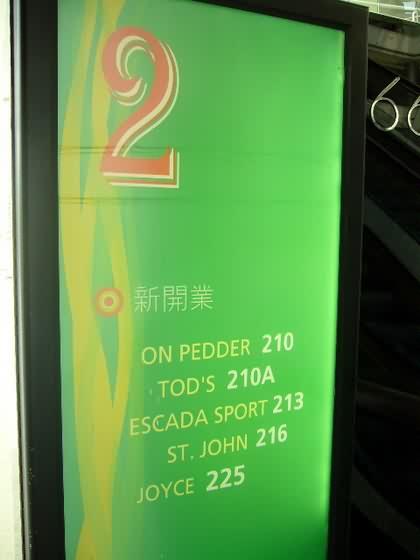 2
新開業
ON PEDDER 210
TOD'S 210A
ESCADA SPORT 213
ST. JOHN 216
JOYCE 225